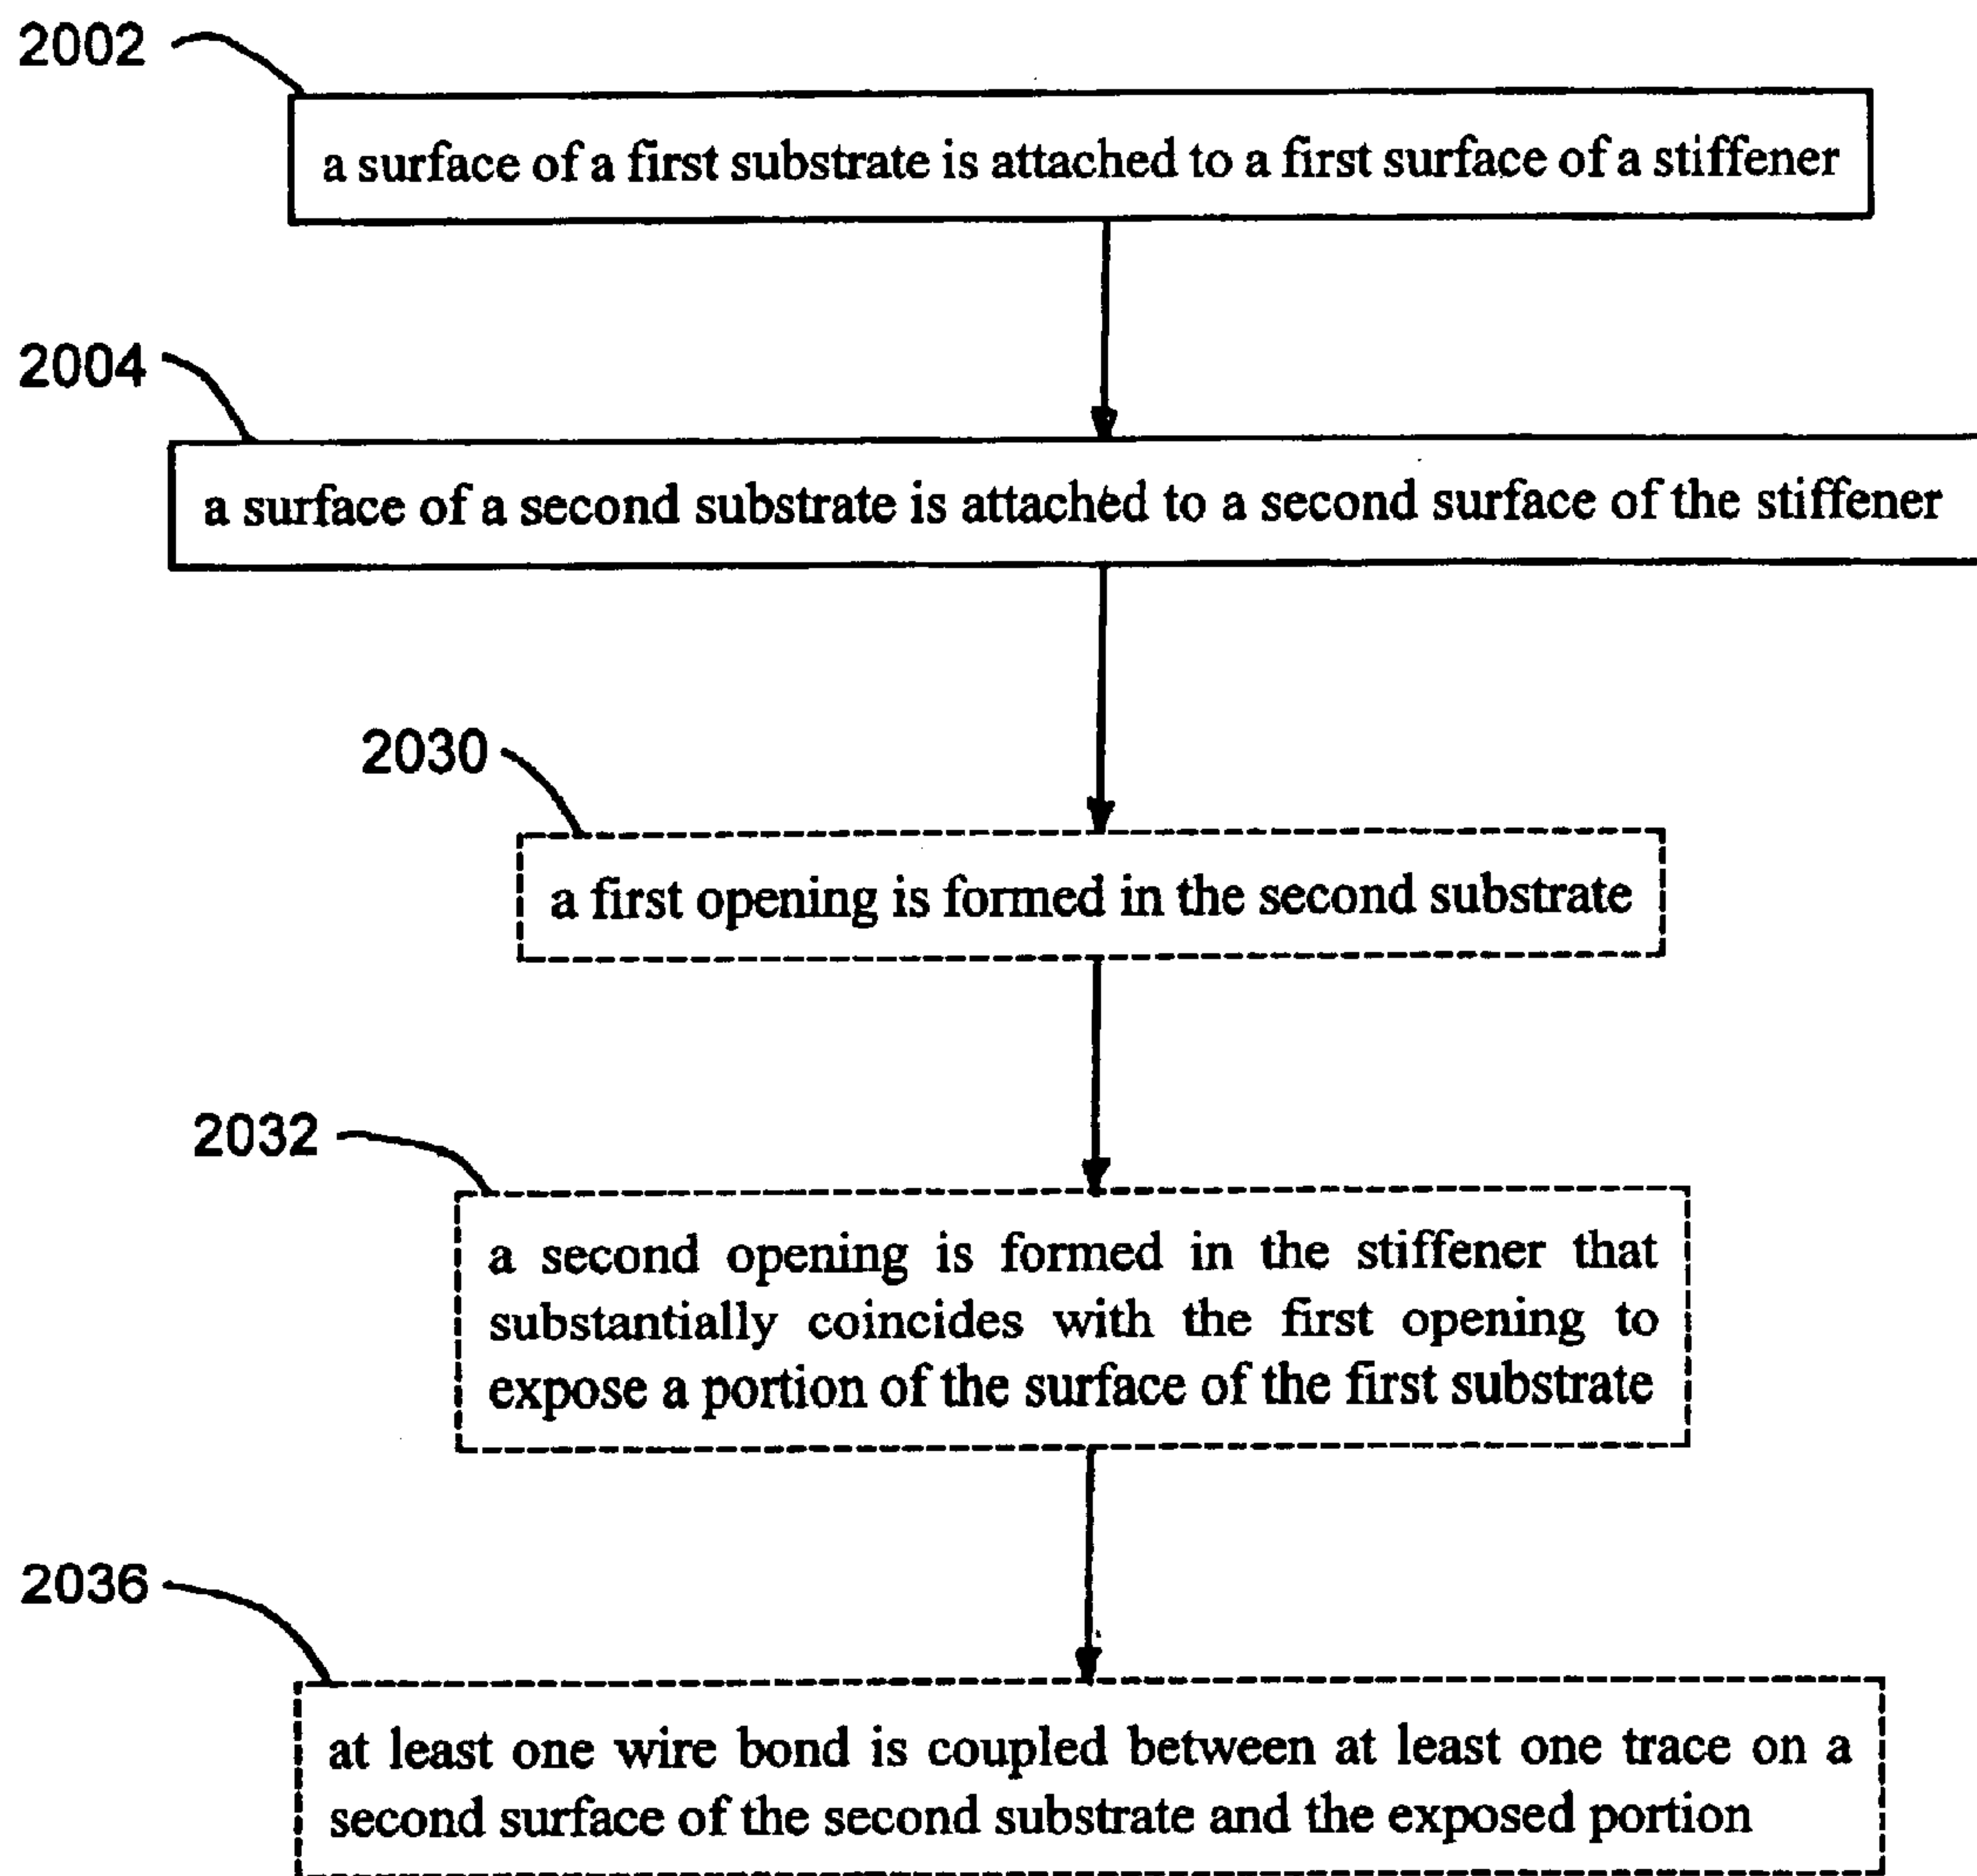 2002
a surface of a first substrate is attached to a first surface of a stiffener
2004
a surface of a second substrate is attached to a second surface of the stiffener
2030
a first opening is formed in the second substrate
2032
a second opening is formed in the stiffener that
substantially coincides with the first opening to
expose a portion of the surface of the first substrate
2036
at least one wire bond is coupled between at least one trace on a
second surface of the second substrate and the exposed portion